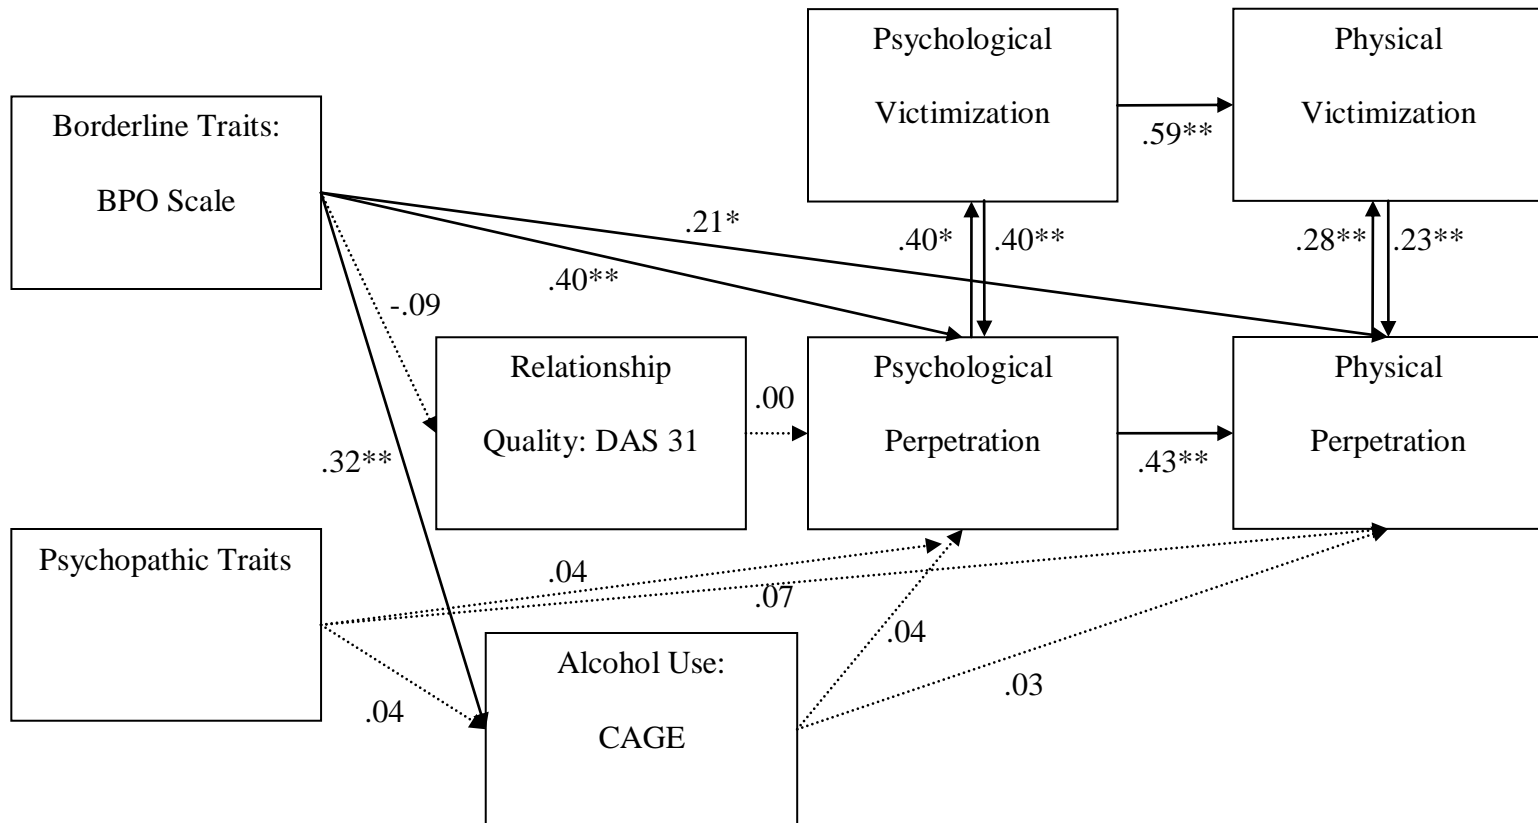 Psychological
Victimization
Physical
Victimization
.59**
Borderline Traits:
BPO Scale
.21*
.40**
-.09
.32**
.40*
.40**
.28**
.23**
Relationship
Quality: DAS 31
.00
Psychological
Perpetration
.43**
Physical
Perpetration
Psychopathic Traits
.04
.07
.04
.04
.03
Alcohol Use:
CAGE